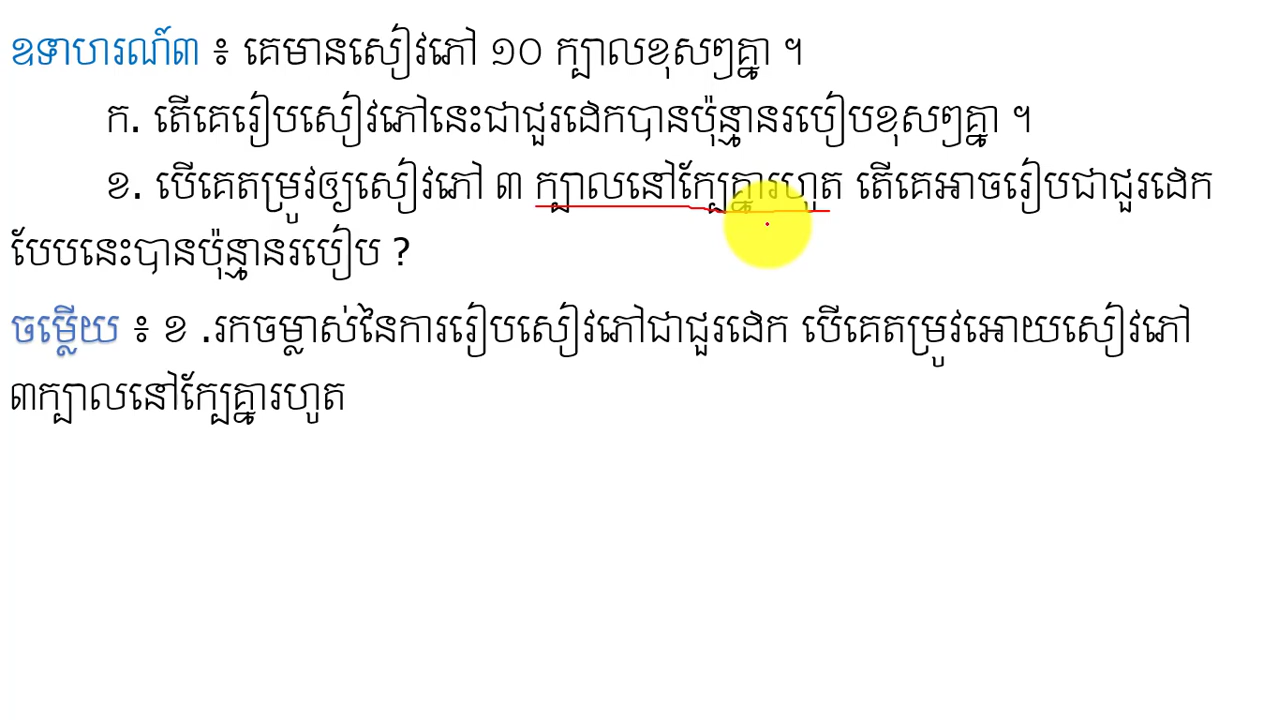 ឧទាហរណ៍៣ ៖ គេមានសៀវភៅ ១០ ក្បាលខុសៗគ្នា ។
ក. តើគេរៀបសៀវភៅនេះជាជួរដេកបានប៉ុន្មានរបៀបខុសៗគ្នា ។
ខ. បើគេតម្រូវឲ្យសៀវភៅ ៣ ក្បាលនៅក្បែគ្នារហូត តើគេអាចរៀបជាជួរដេក
បែបនេះបានប៉ុន្មានរបៀប ?
ចម្លើយ ៖ ខ .រកចម្លាស់នៃការរៀបសៀវភៅជាជួរដេក បើគេតម្រូវអោយសៀវភៅ
៣ក្បាលនៅក្បែគ្នារហូត